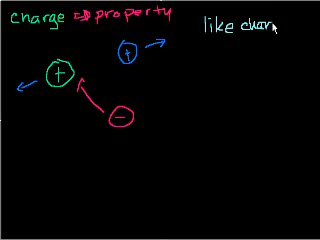 charge => property
like char
+
+
-